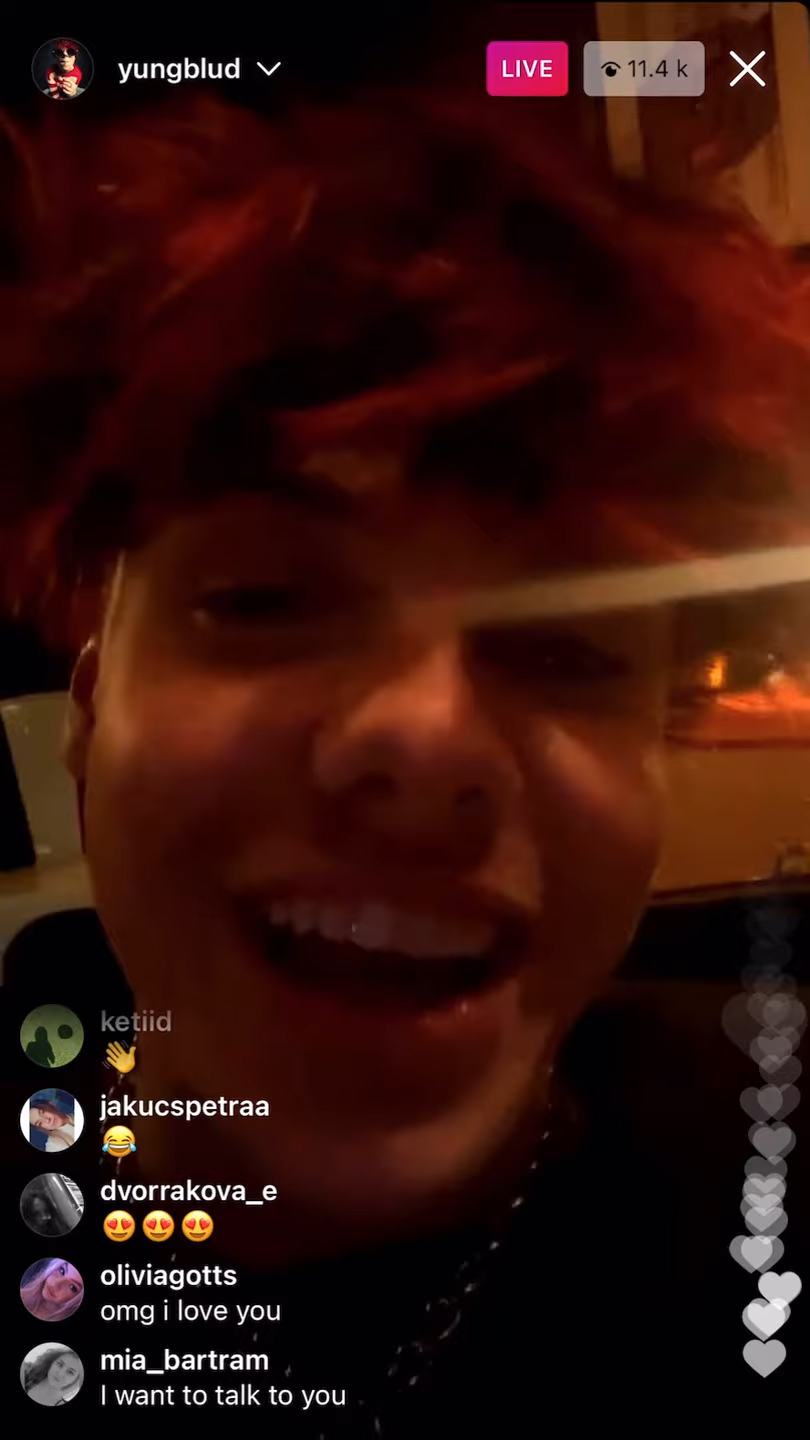 yungblud
LIVE
11.4 k
ketiid
👋
jakucspetraa
😂
dvorrakova_e
😍😍😍
oliviagotts
omg i love you
mia_bartram
I want to talk to you